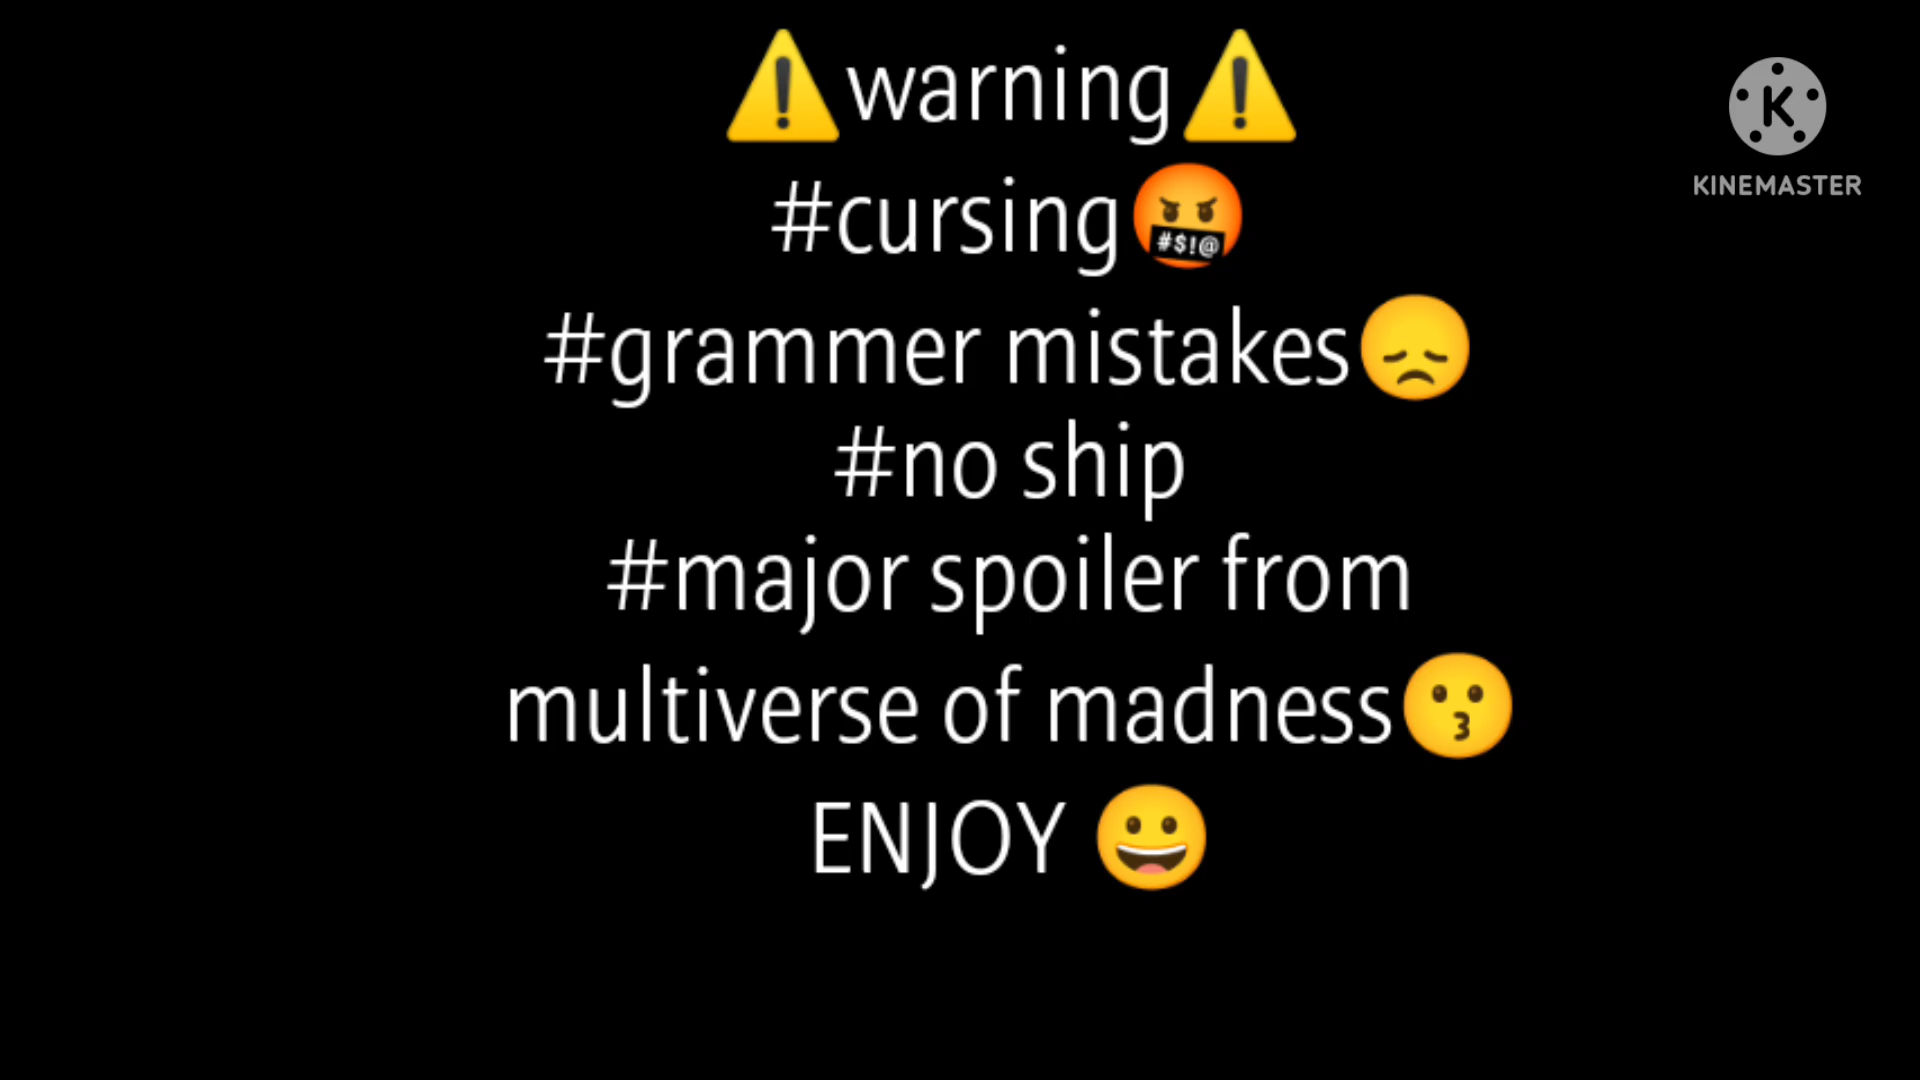 ⚠️warning⚠️
K
KINEMASTER
#cursing🤬
#grammer mistakes😞
#no ship
#major spoiler from
multiverse of madness😗
ENJOY 😀